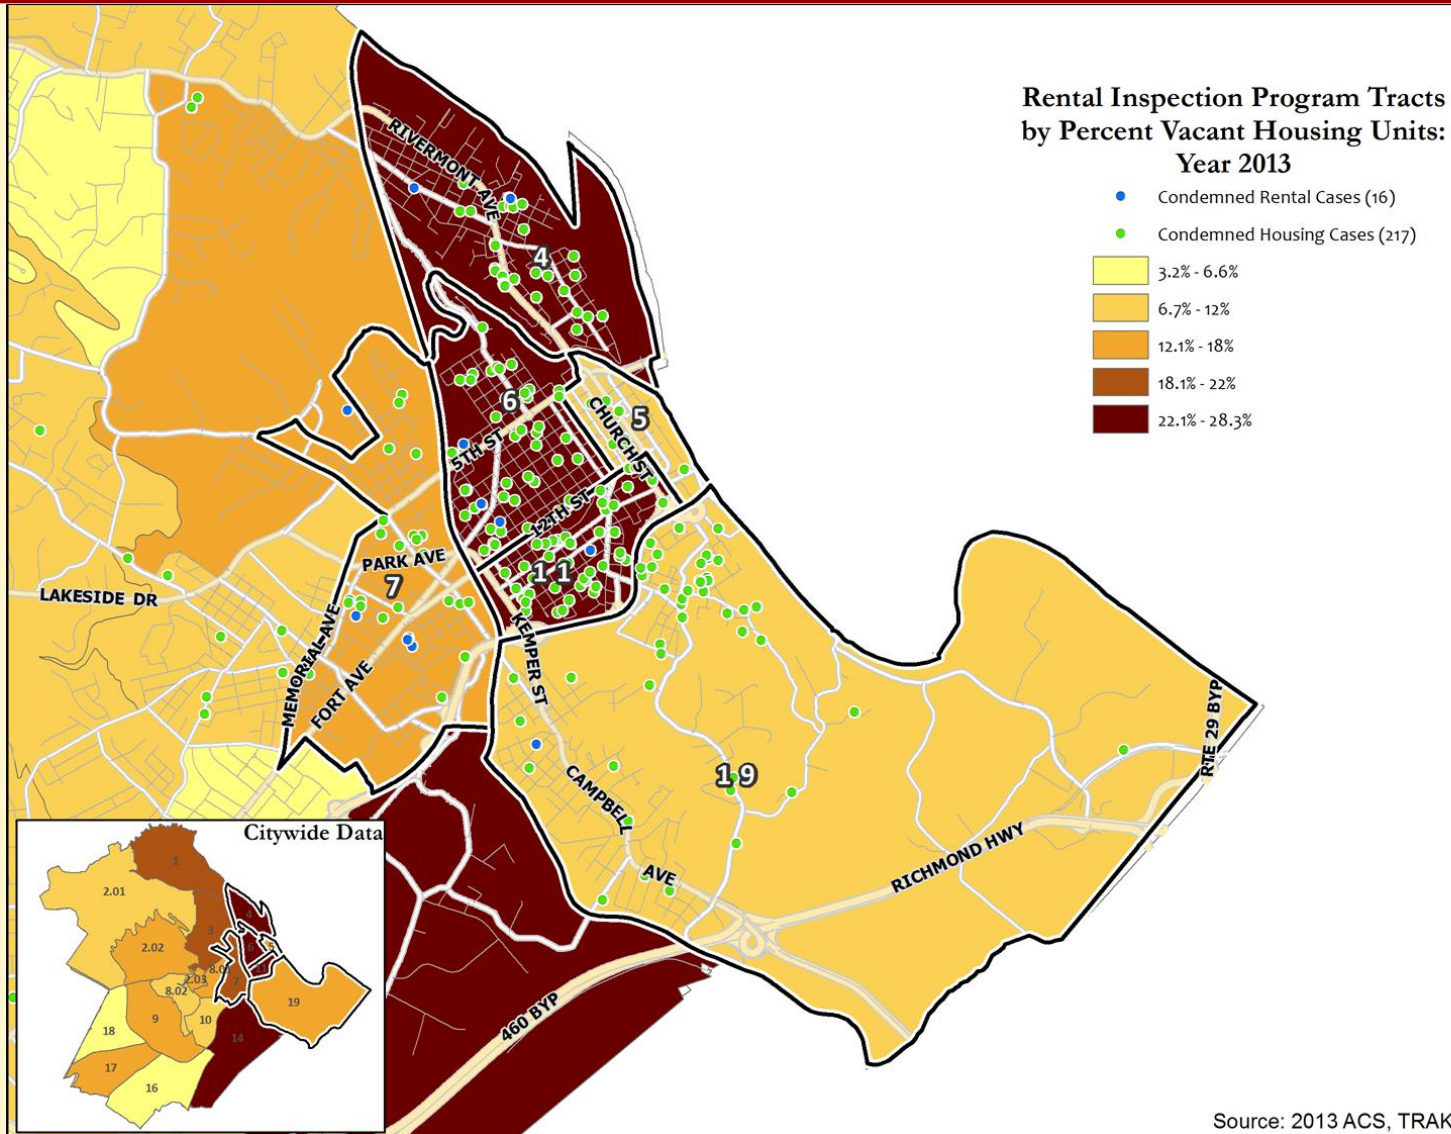 Rental Inspection Program Tracts
by Percent Vacant Housing Units:
Year 2013
Condemned Rental Cases (16)
Condemned Housing Cases (217)
3.2% - 6.6%
6.7% - 12%
12.1% - 18%
18.1% - 22%
22.1% - 28.3%
RIVERMONT AVE
4
6
5
CHURCH ST
5TH ST
12TH ST
11
PARK AVE
7
LAKESIDE DR
MEMORIAL AVE
FORT AVE
KEMPER ST
RTE 29 BYP
19
CAMPBELL
AVE
RICHMOND HWY
460 BYP
Citywide Data
1
2.01
4
3
2.02
6
5
11
8.01
2.03
7
8.02
19
18
9
10
14
17
16
Source: 2013 ACS, TRAK